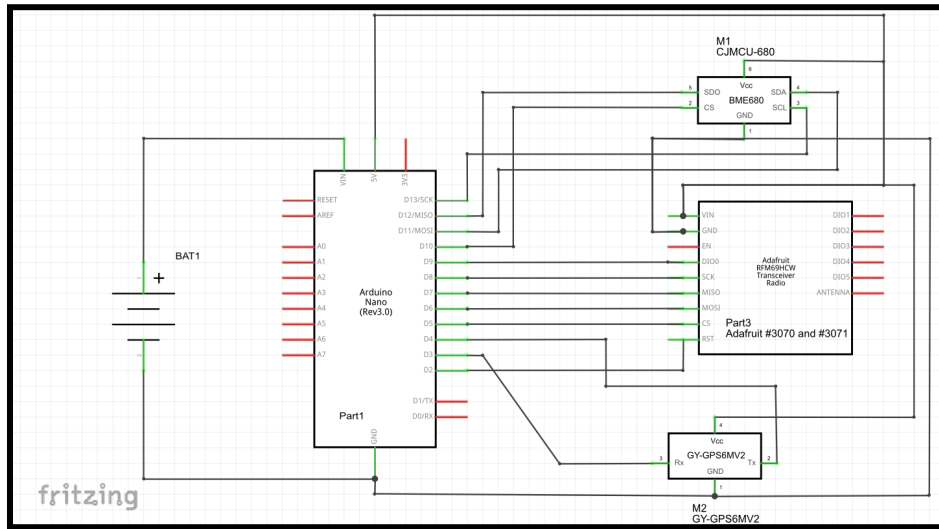 M1
CJMCU-680
6
Vcc
5 SDO SDA 4
BME680
2 CS SCL 3
GND
1
VIN 5V 3V3
RESET D13/SCK
AREF D12/MISO
D11/MOSI
A0 D10
A1 D9
A2 D8
A3 D7
A4 D6
A5 D5
A6 D4
A7 D3
D2
D1/TX
D0/RX
GND
Arduino
Nano
(Rev3.0)
Part1
BAT1
+
VIN DIO1
GND DIO2
EN DIO3
DIO0 DIO4
SCK DIO5
MISO ANTENNA
MOSI
CS
RST
Adafruit
RFM69HCW
Transceiver
Radio
Part3
Adafruit #3070 and #3071
4
Vcc
GY-GPS6MV2
3 Rx Tx 2
GND
1
M2
GY-GPS6MV2
fritzing